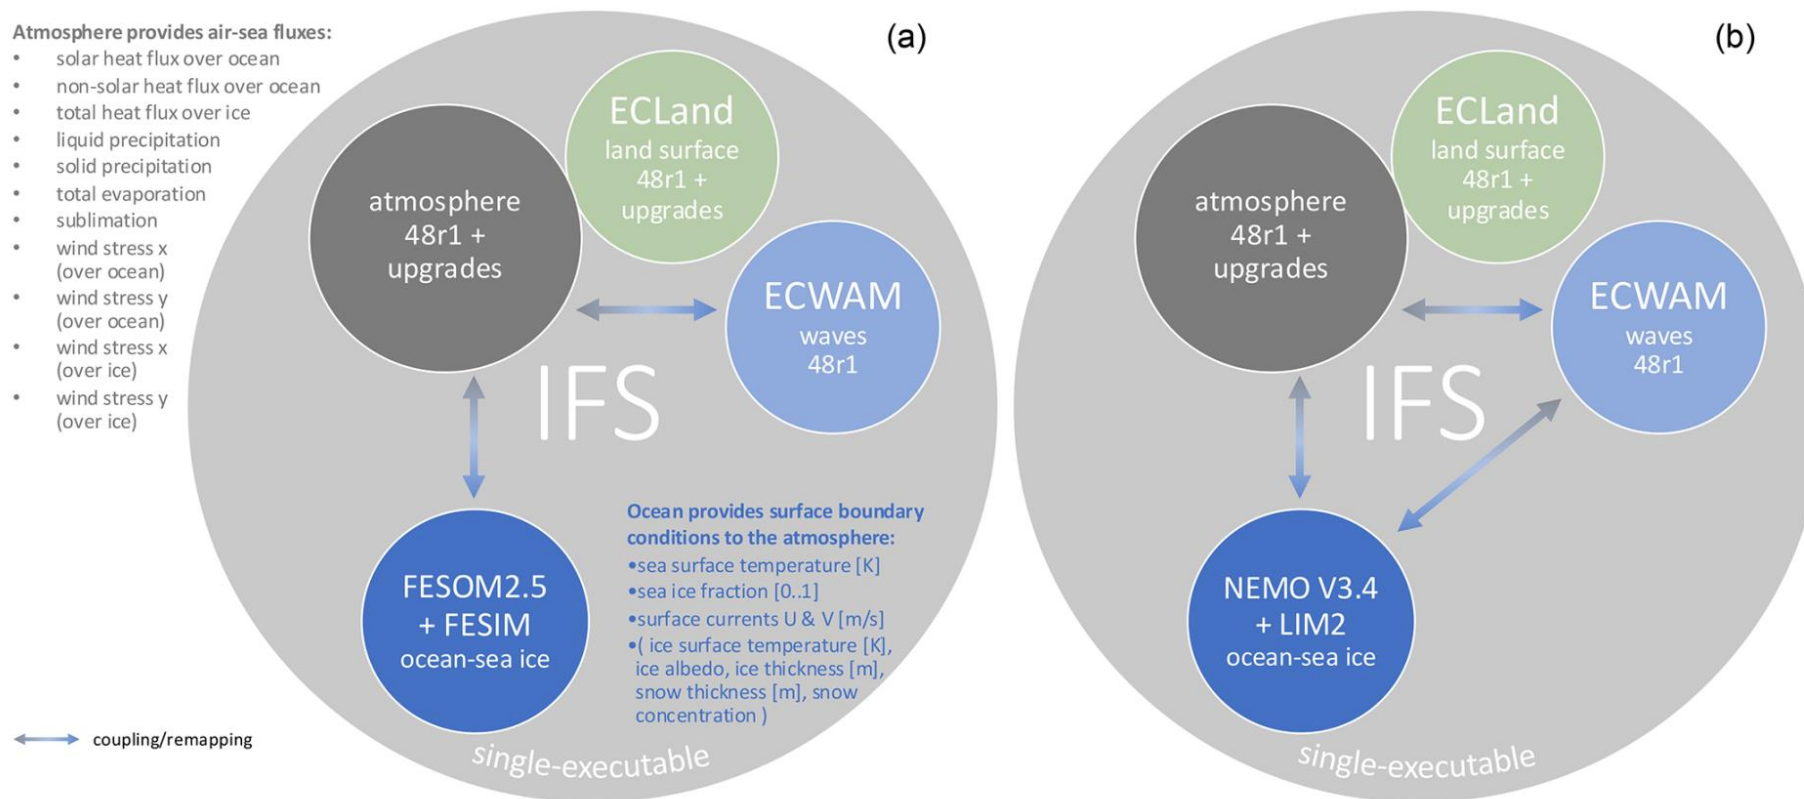 Atmosphere provides air-sea fluxes:
• solar heat flux over ocean
• non-solar heat flux over ocean
• total heat flux over ice
• liquid precipitation
• solid precipitation
• total evaporation
• sublimation
• wind stress x
(over ocean)
• wind stress y
(over ocean)
• wind stress x
(over ice)
• wind stress y
(over ice)
coupling/remapping
(a)
ECLand
land surface
48r1 +
upgrades
atmosphere
48r1 +
upgrades
ECWAM
waves
48r1
IFS
FESOM2.5
+ FESIM
ocean-sea ice
Ocean provides surface boundary
conditions to the atmosphere:
•sea surface temperature [K]
•sea ice fraction [0..1]
•surface currents U & V [m/s]
•( ice surface temperature [K],
ice albedo, ice thickness [m],
snow thickness [m], snow
concentration )
single-executable
(b)
ECLand
land surface
48r1 +
upgrades
atmosphere
48r1 +
upgrades
ECWAM
waves
48r1
IFS
NEMO V3.4
+ LIM2
ocean-sea ice
single-executable